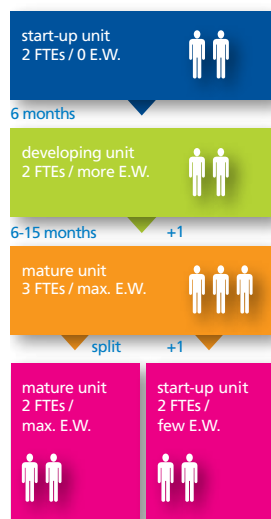 start-up unit
2 FTEs / 0 E.W.
6 months
developing unit
2 FTEs / more E.W.
6-15 months +1
mature unit
3 FTEs / max. E.W.
split +1
mature unit
2 FTEs /
max. E.W.
start-up unit
2 FTEs /
few E.W.